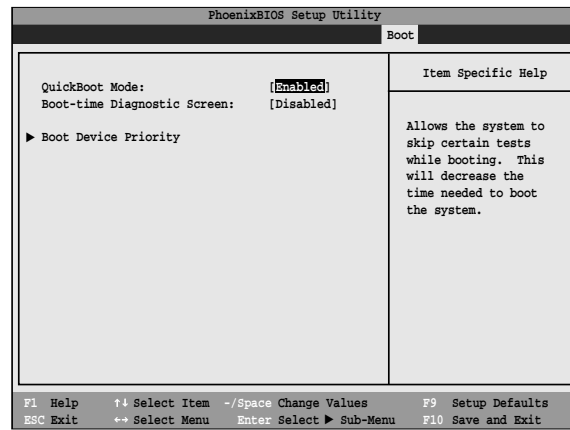 PhoenixBIOS Setup Utility
Boot
QuickBoot Mode: [Enabled]
Boot-time Diagnostic Screen: [Disabled]
▶ Boot Device Priority
Item Specific Help
Allows the system to
skip certain tests
while booting. This
will decrease the
time needed to boot
the system.
F1 Help ↑↓ Select Item -/Space Change Values F9 Setup Defaults
ESC Exit ←→ Select Menu Enter Select ▶ Sub-Menu F10 Save and Exit